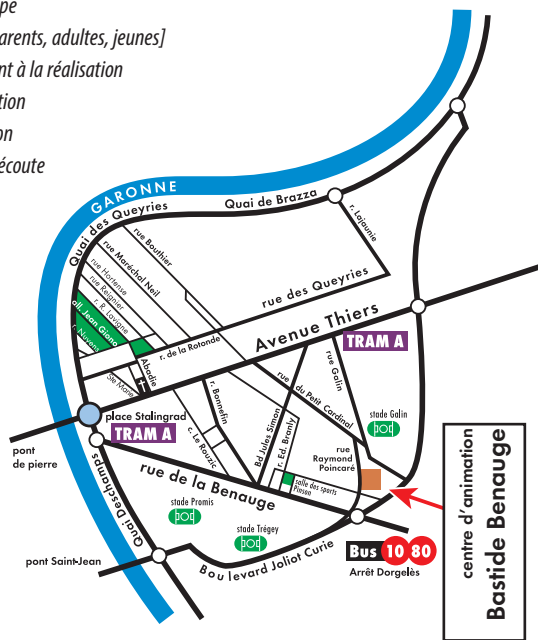 pe
arents, adultes, jeunes]
nt à la réalisation
tion
on
écoute
GARONNE
Quai des Queyries
Quai de Brazza
r. Lajaunie
rue Bouthier
rue Maréchal Neil
rue Hortense
rue Reignier
r. R. Lavigne
all. Jean Giono
r. Nuyens
rue des Queyries
Avenue Thiers
r. de la Rotonde
TRAM A
Abadie
Ste Marie
rue Galin
rue du Petit Cardinal
stade Galin
place Stalingrad
TRAM A
r. Bonnefin
c. Le Rouzic
Bd Jules Simon
r. Ed. Branly
rue
Raymond
Poincaré
pont
de pierre
Quai Deschamps
rue de la Benauge
salle des sports
Pinson
stade Promis
stade Trégey
pont Saint-Jean
Boulevard Joliot Curie
Bus 10 80
Arrêt Dorgelès
centre d'animation
Bastide Benauge